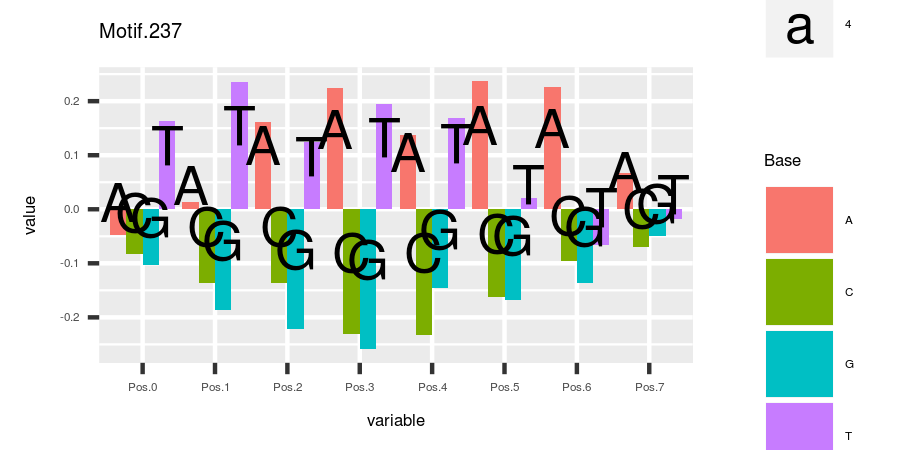 Motif.237
a 4
0.2
0.1
0.0
-0.1
-0.2
value
A C G T A C G T A C G T A C G T A C G T A C G T A C G T A C G T
Pos.0 Pos.1 Pos.2 Pos.3 Pos.4 Pos.5 Pos.6 Pos.7
variable
Base
A
C
G
T